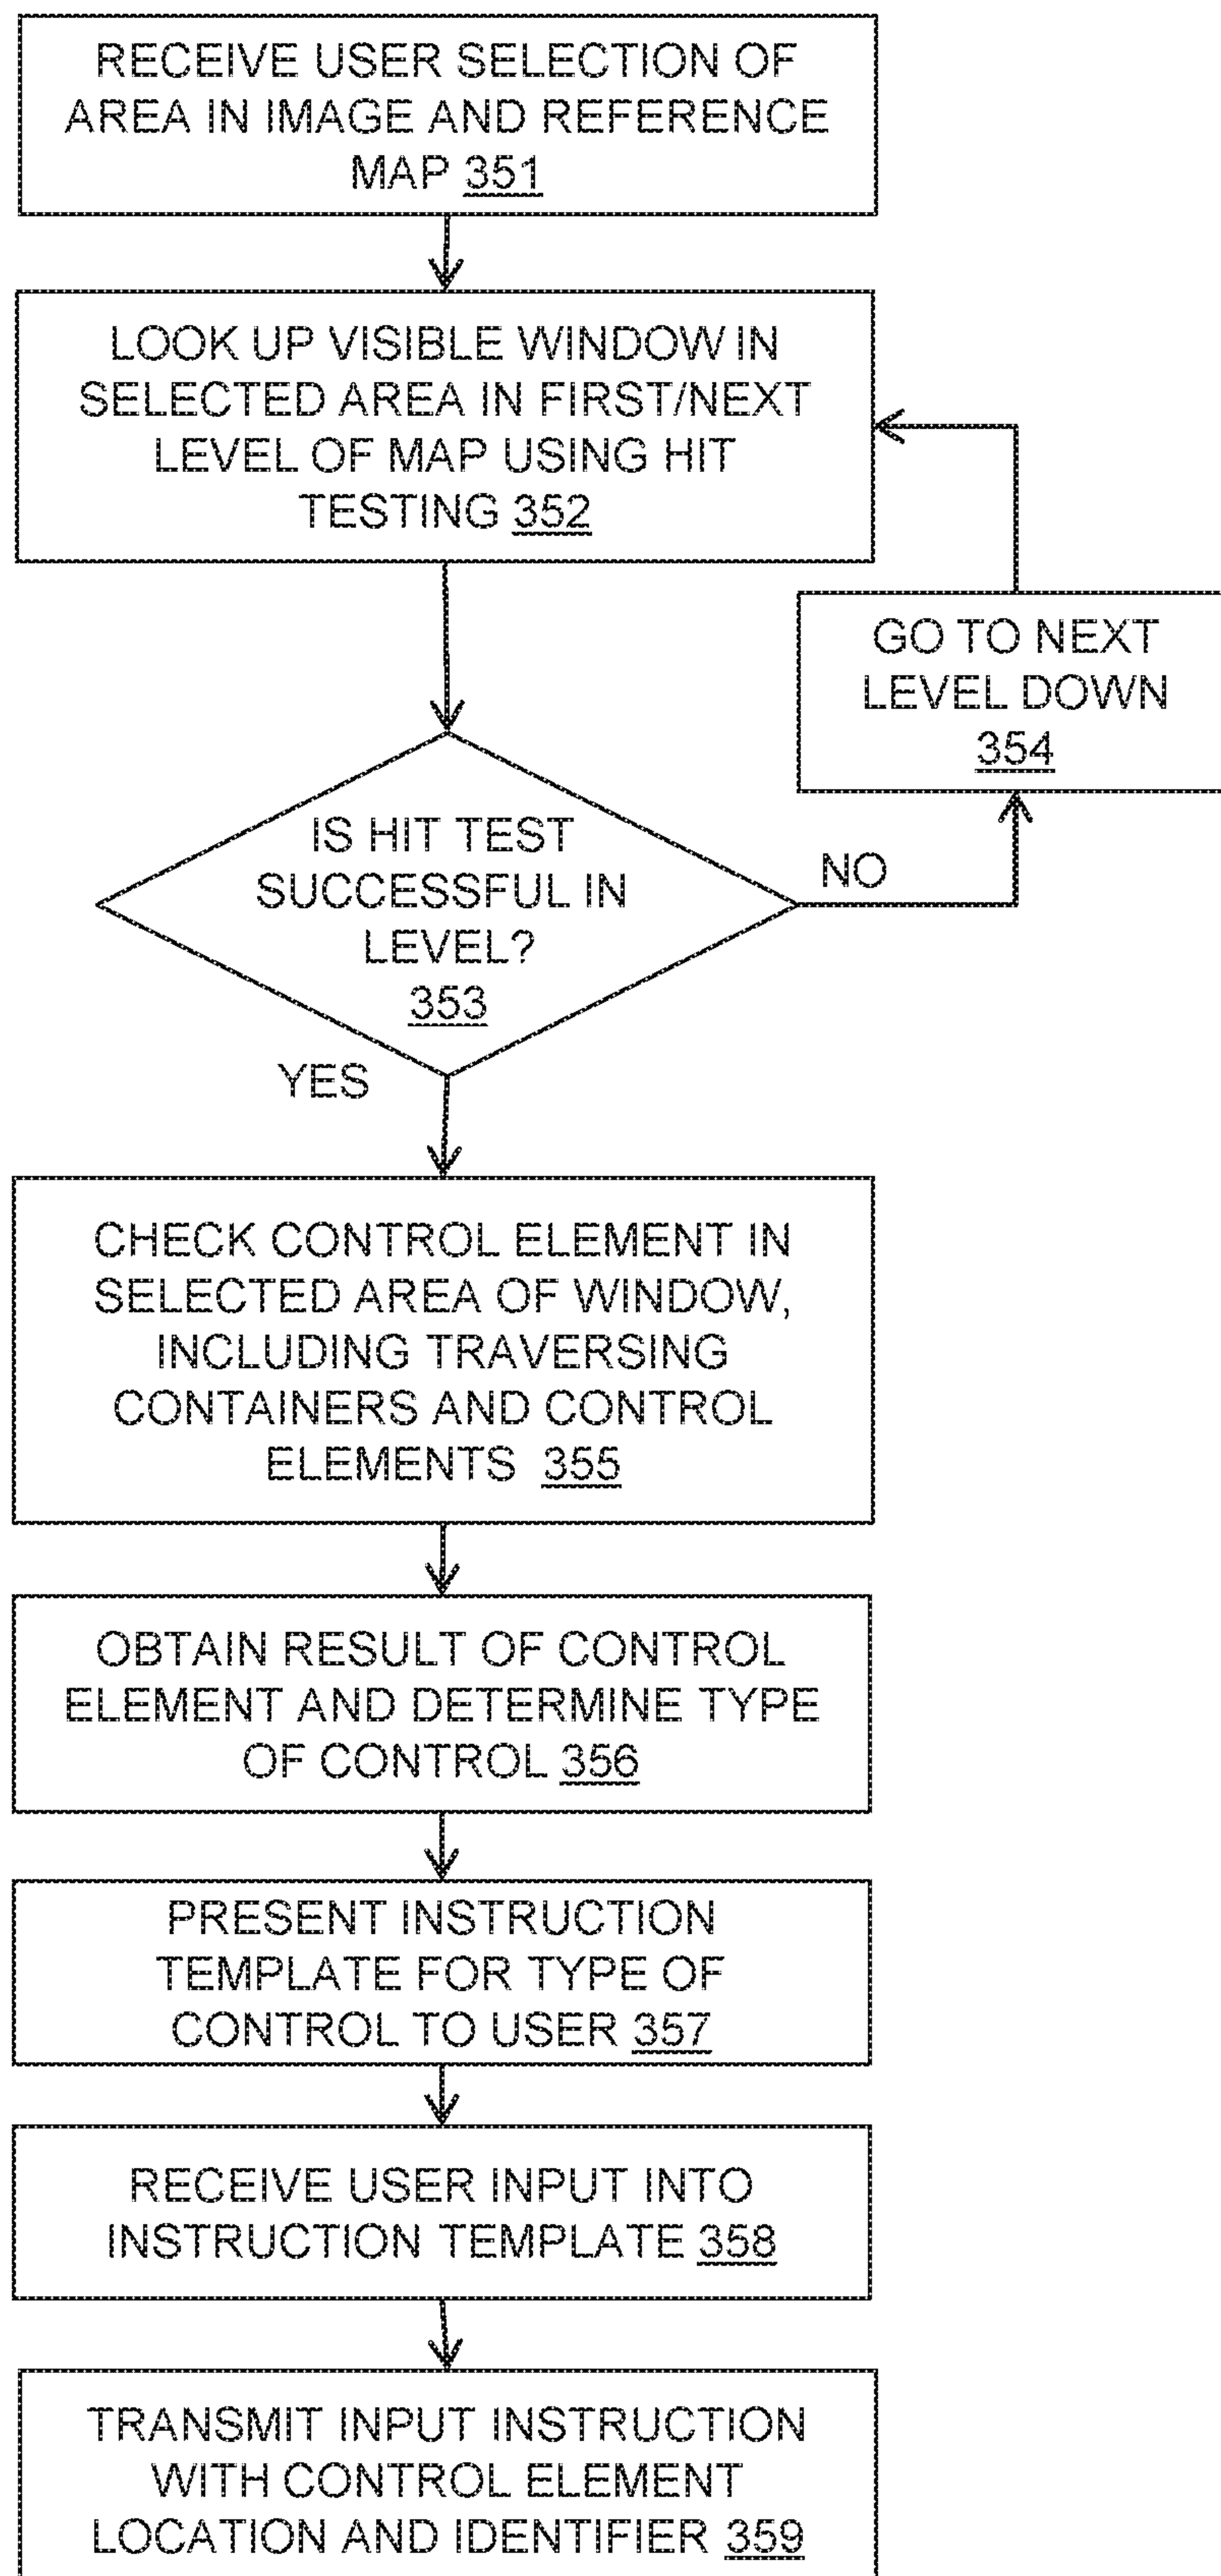 RECEIVE USER SELECTION OF
AREA IN IMAGE AND REFERENCE
MAP 351
LOOK UP VISIBLE WINDOW IN
SELECTED AREA IN FIRST/NEXT
LEVEL OF MAP USING HIT
TESTING 352
GO TO NEXT
LEVEL DOWN
354
IS HIT TEST
SUCCESSFUL IN
LEVEL?
353
NO
YES
CHECK CONTROL ELEMENT IN
SELECTED AREA OF WINDOW,
INCLUDING TRAVERSING
CONTAINERS AND CONTROL
ELEMENTS 355
OBTAIN RESULT OF CONTROL
ELEMENT AND DETERMINE TYPE
OF CONTROL 356
PRESENT INSTRUCTION
TEMPLATE FOR TYPE OF
CONTROL TO USER 357
RECEIVE USER INPUT INTO
INSTRUCTION TEMPLATE 358
TRANSMIT INPUT INSTRUCTION
WITH CONTROL ELEMENT
LOCATION AND IDENTIFIER 359